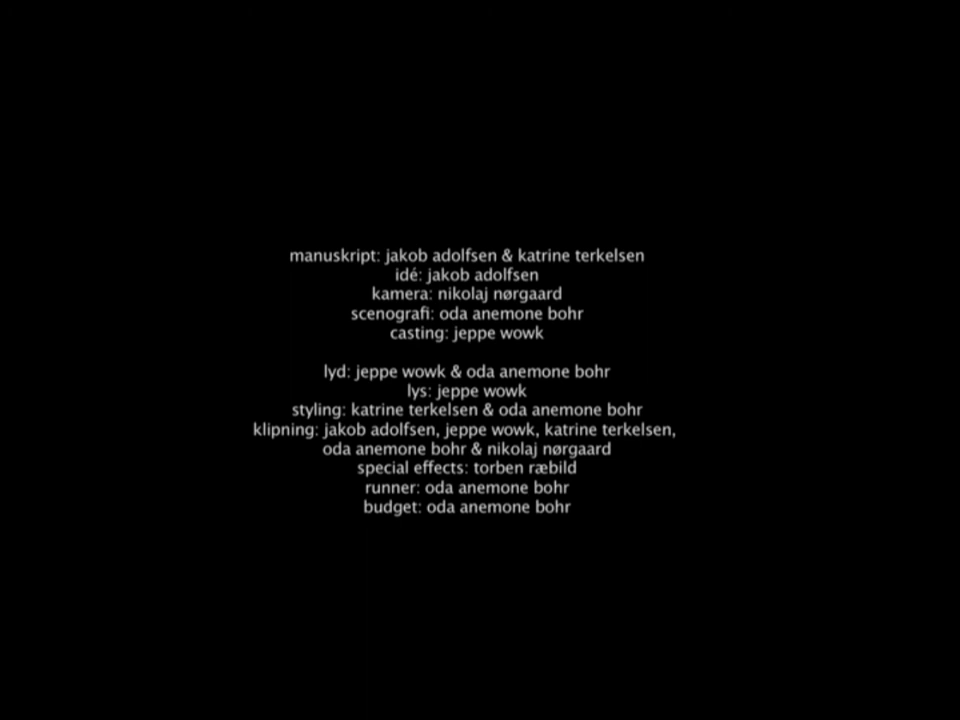 manuskript: jakob adolfsen & katrine terkelsen
idé: jakob adolfsen
kamera: nikolaj nørgaard
scenografi: oda anemone bohr
casting: jeppe wowk
lyd: jeppe wowk & oda anemone bohr
lys: jeppe wowk
styling: katrine terkelsen & oda anemone bohr
klipning: jakob adolfsen, jeppe wowk, katrine terkelsen,
oda anemone bohr & nikolaj nørgaard
special effects: torben ræbild
runner: oda anemone bohr
budget: oda anemone bohr